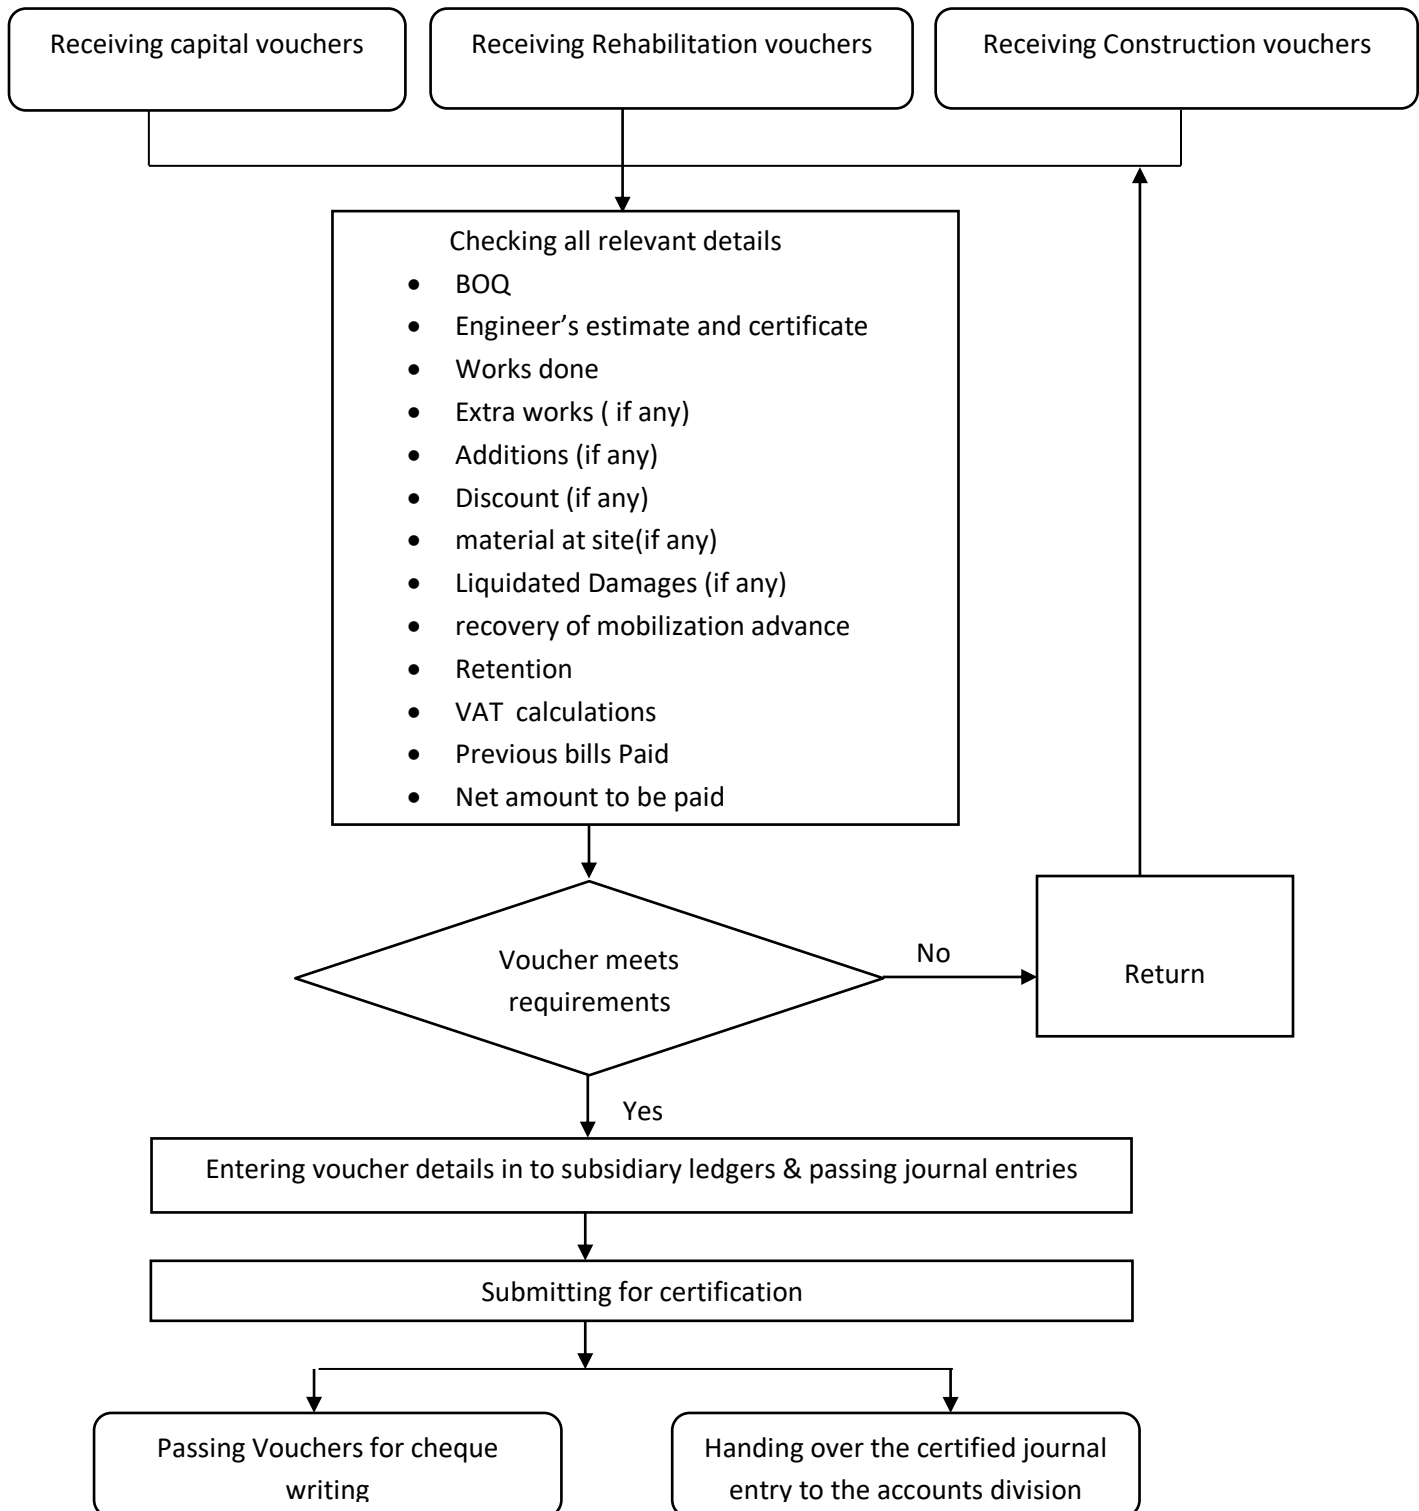 Receiving capital vouchers
Receiving Rehabilitation vouchers
Receiving Construction vouchers
Checking all relevant details
• BOQ
• Engineer’s estimate and certificate
• Works done
• Extra works ( if any)
• Additions (if any)
• Discount (if any)
• material at site(if any)
• Liquidated Damages (if any)
• recovery of mobilization advance
• Retention
• VAT  calculations
• Previous bills Paid
• Net amount to be paid
Voucher meets
requirements
No
Return
Yes
Entering voucher details in to subsidiary ledgers & passing journal entries
Submitting for certification
Passing Vouchers for cheque
writing
Handing over the certified journal
entry to the accounts division